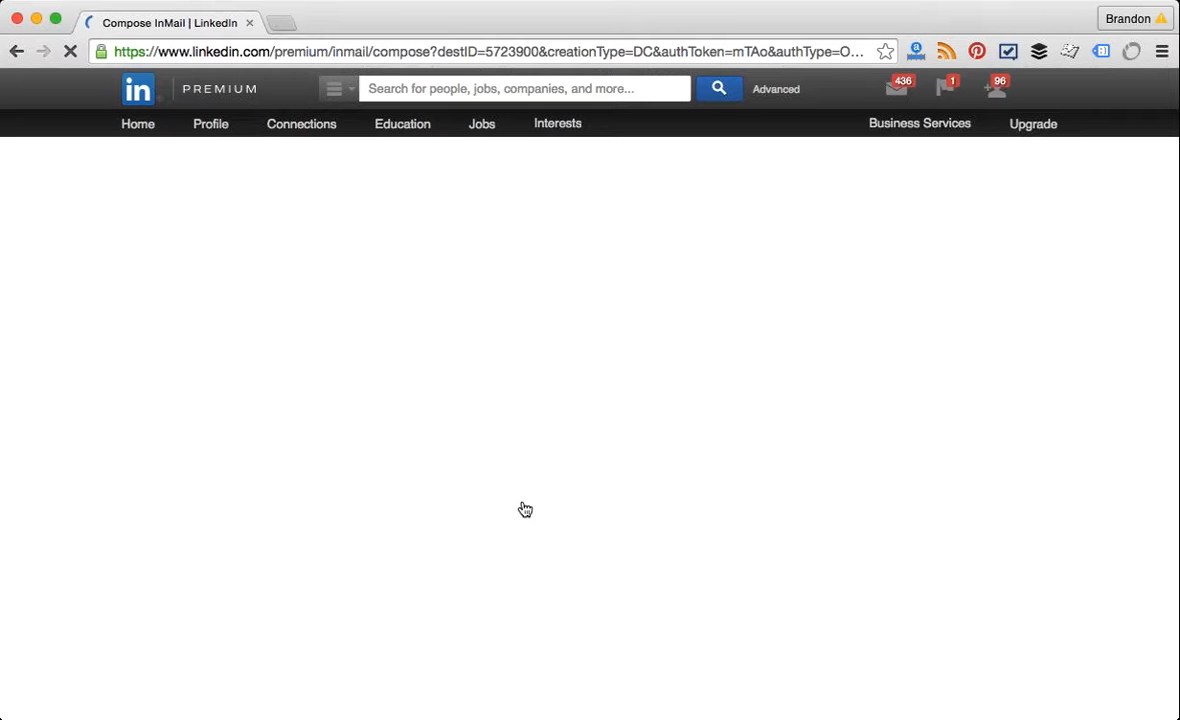 Compose InMail | LinkedIn
Brandon
https://www.linkedin.com/premium/inmail/compose?destID=5723900&creationType=DC&authToken=mTAo&authType=O...
in PREMIUM
Search for people, jobs, companies, and more...
Advanced
436
1
96
Home Profile Connections Education Jobs Interests Business Services Upgrade